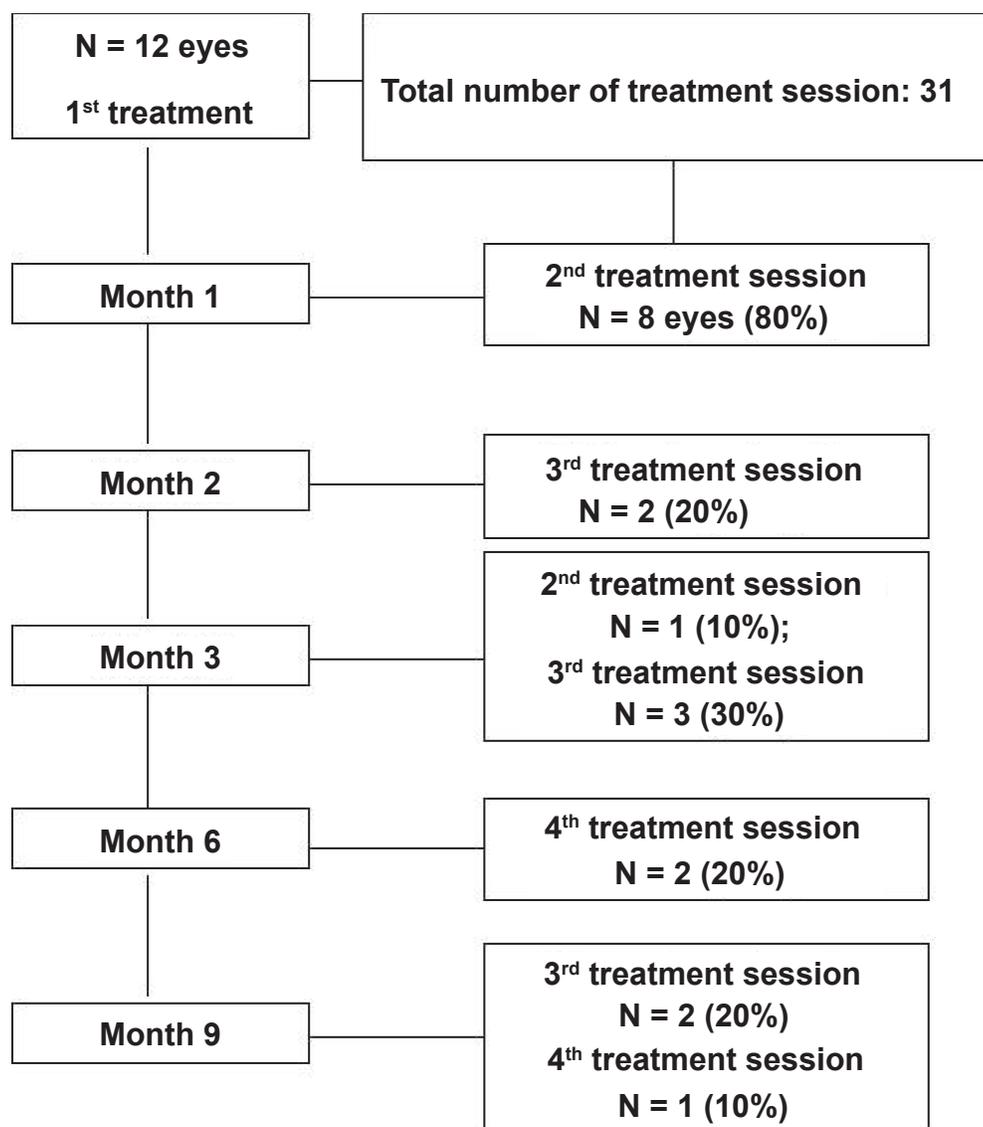 N = 12 eyes
1st treatment
Total number of treatment session: 31
Month 1
2nd treatment session
N = 8 eyes (80%)
Month 2
3rd treatment session
N = 2 (20%)
Month 3
2nd treatment session
N = 1 (10%);
3rd treatment session
N = 3 (30%)
Month 6
4th treatment session
N = 2 (20%)
Month 9
3rd treatment session
N = 2 (20%)
4th treatment session
N = 1 (10%)